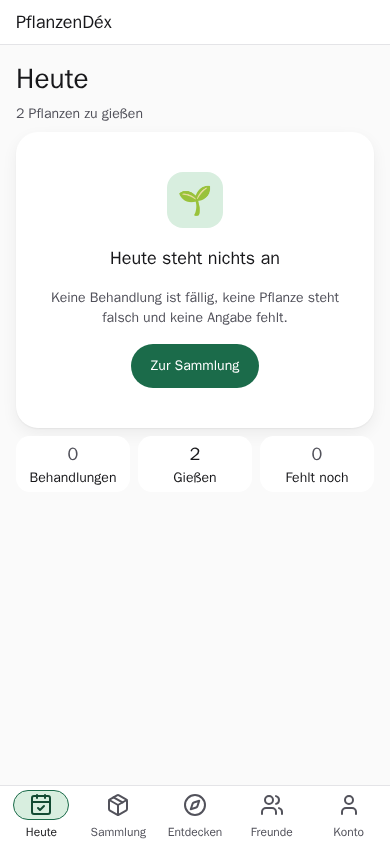 PflanzenDéx
Heute
2 Pflanzen zu gießen
Heute steht nichts an
Keine Behandlung ist fällig, keine Pflanze steht
falsch und keine Angabe fehlt.
Zur Sammlung
0
Behandlungen
2
Gießen
0
Fehlt noch
Heute
Sammlung
Entdecken
Freunde
Konto